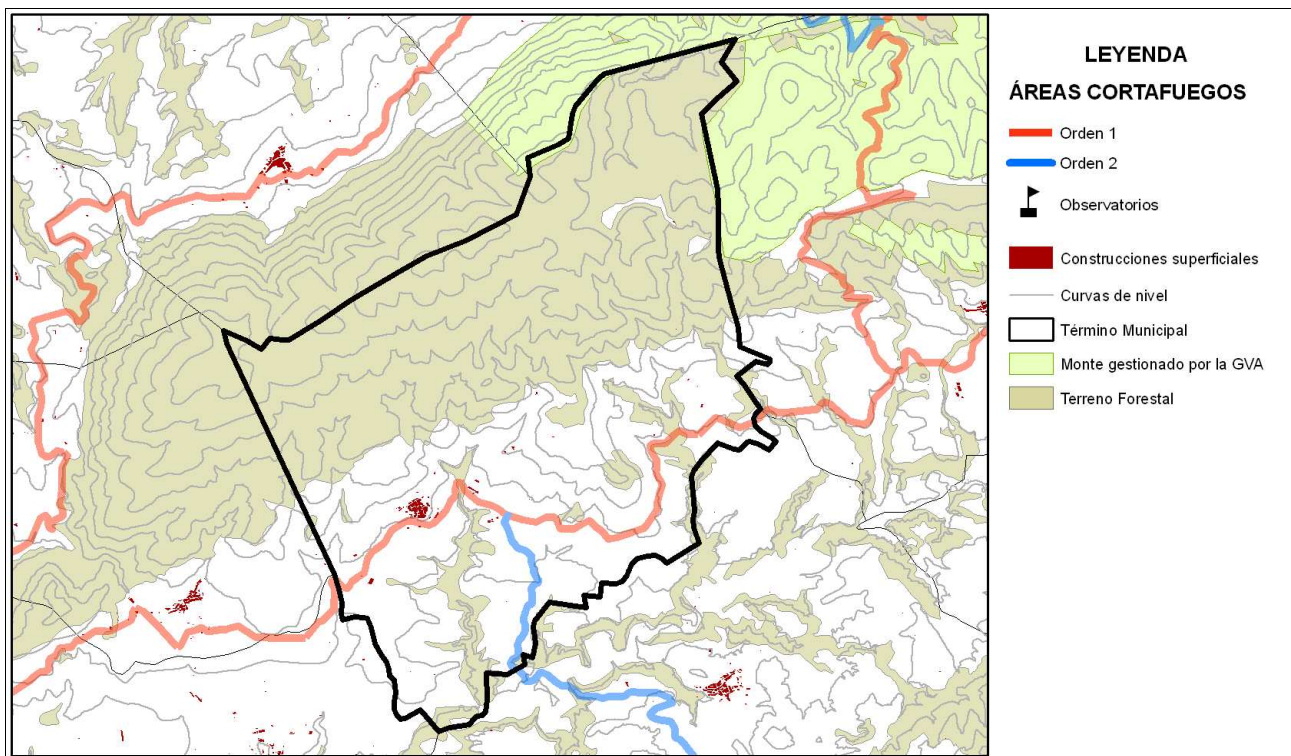 LEYENDA
ÁREAS CORTAFUEGOS
Orden 1
Orden 2
Observatorios
Construcciones superficiales
Curvas de nivel
Término Municipal
Monte gestionado por la GVA
Terreno Forestal